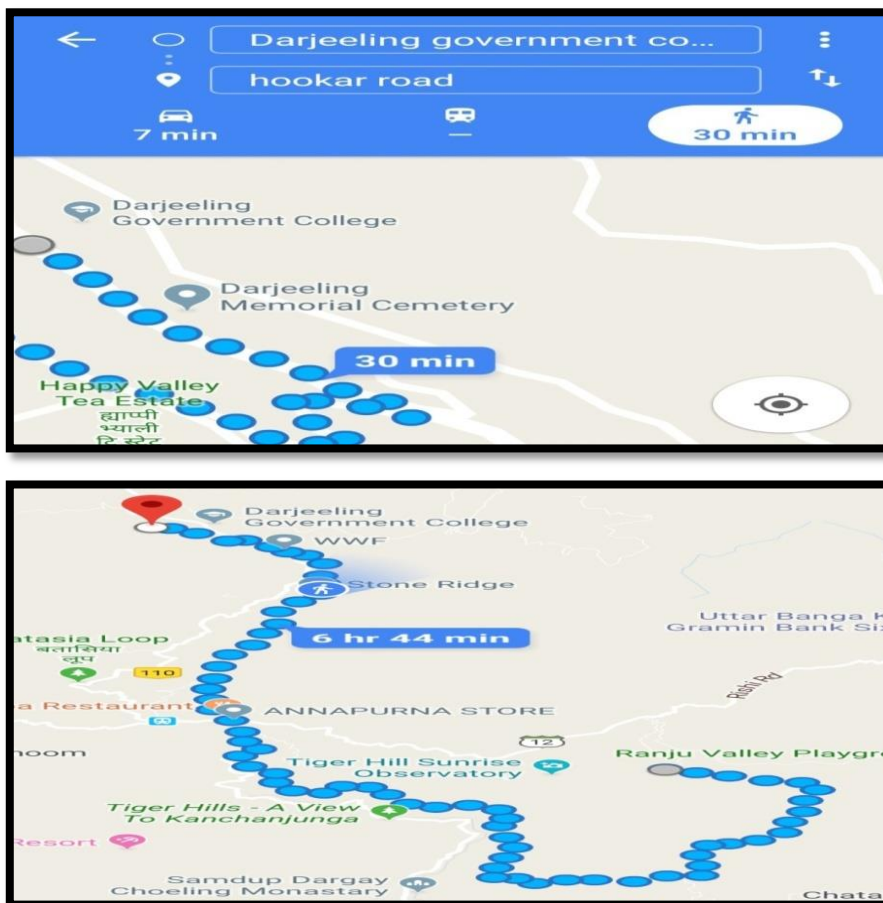 Darjeeling government co...
hookar road
7 min
—
30 min
Darjeeling
Government College
Darjeeling
Memorial Cemetery
30 min
Happy Valley
Tea Estate
ह्याप्पी
भ्याली
टि स्टेट
Darjeeling
Government College
WWF
Stone Ridge
Uttar Banga K
Gramin Bank Si
6 hr 44 min
atasia Loop
बतासिया
लूप
110
Rishi Rd
a Restaurant
ANNAPURNA STORE
12
noom
Tiger Hill Sunrise
Observatory
Ranju Valley Playgr
Tiger Hills - A View
To Kanchanjunga
Resort
Samdup Dargay
Choeling Monastary
Chata